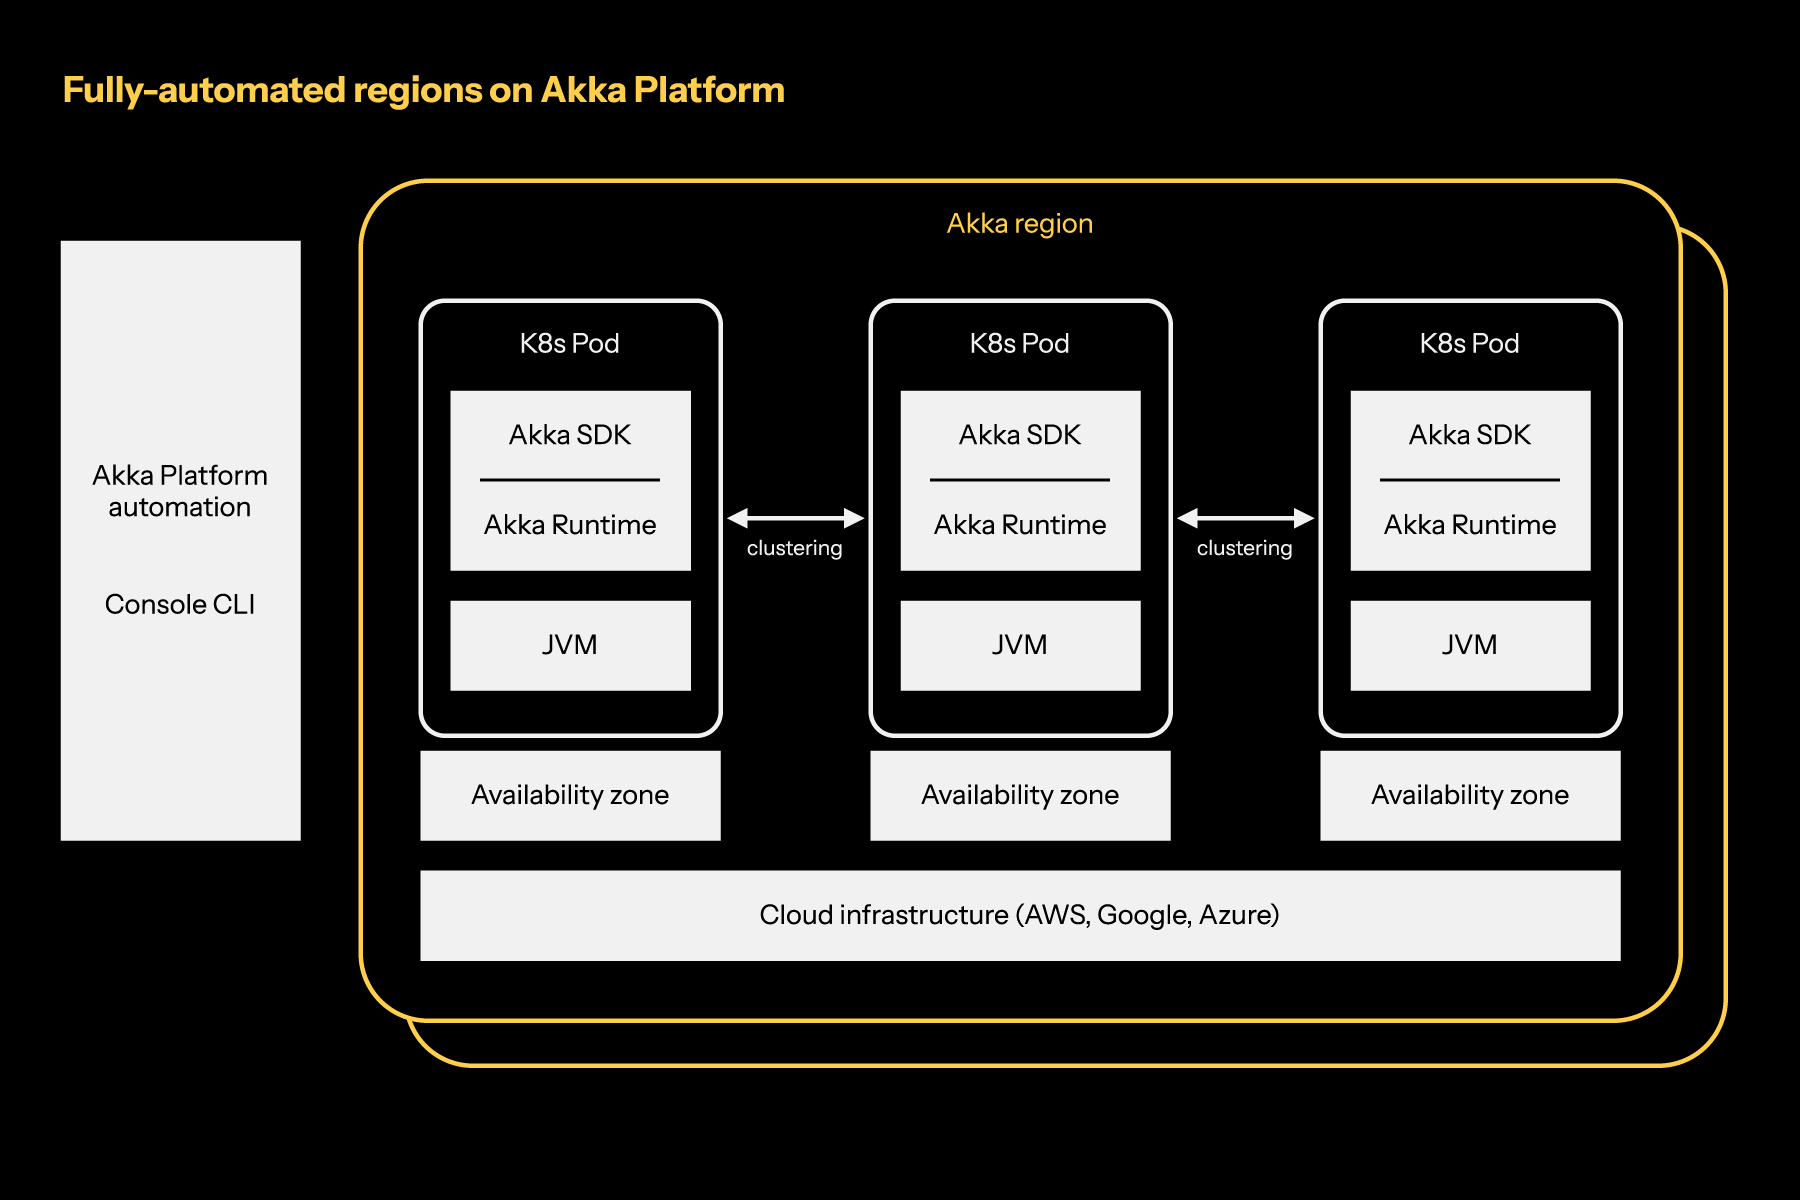 Fully-automated regions on Akka Platform
Akka Platform
automation
Console CLI
Akka region
K8s Pod
Akka SDK
Akka Runtime
JVM
Availability zone
clustering
K8s Pod
Akka SDK
Akka Runtime
JVM
Availability zone
clustering
K8s Pod
Akka SDK
Akka Runtime
JVM
Availability zone
Cloud infrastructure (AWS, Google, Azure)